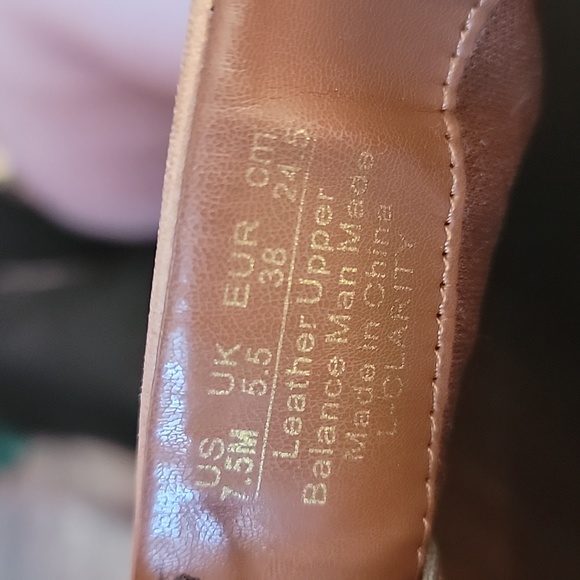 US UK EUR cm
7.5M 5.5 38 24.5
Leather Upper
Balance Man Made
Made in China
L-CLARITY